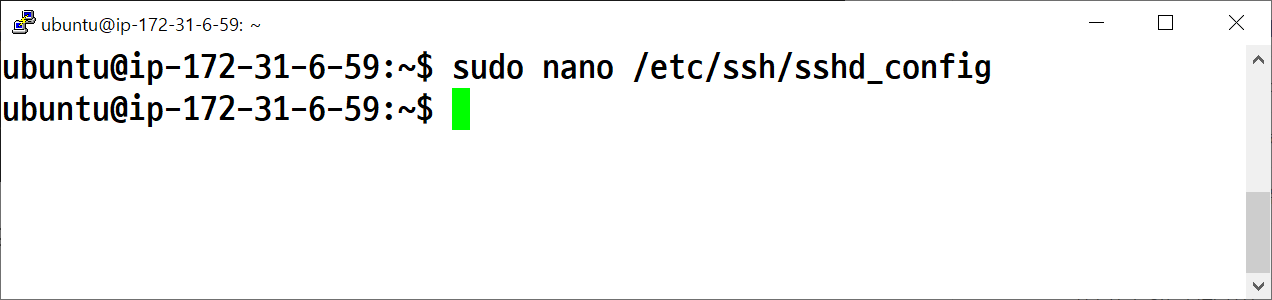 ubuntu@ip-172-31-6-59: ~
ubuntu@ip-172-31-6-59:~$ sudo nano /etc/ssh/sshd_config
ubuntu@ip-172-31-6-59:~$